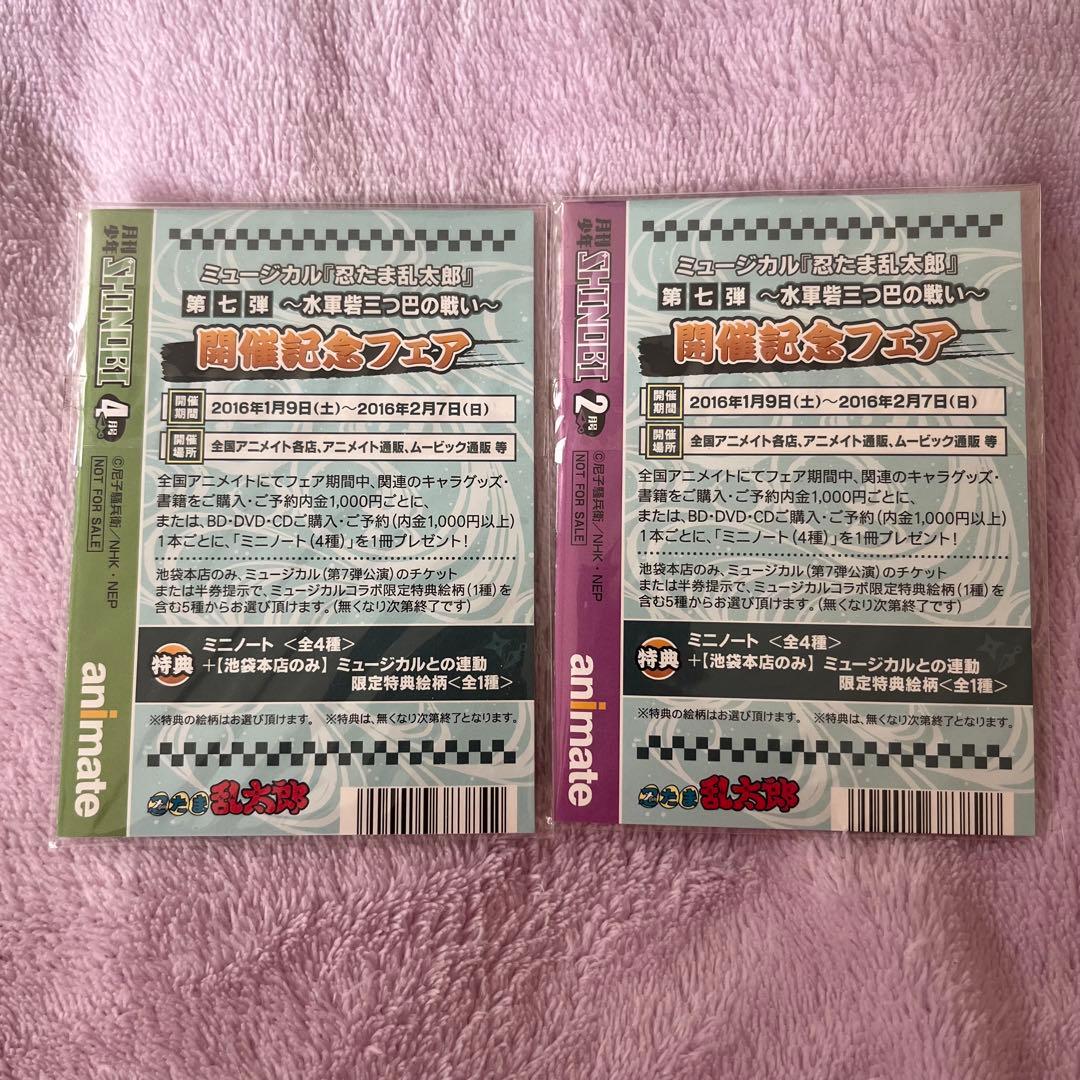 月刊
少年
SHINOBI
4月号
©尼子騒兵衛/NHK・NEP
NOT FOR SALE
animate
ミュージカル『忍たま乱太郎』
第七弾 ～水軍砦三つ巴の戦い～
開催記念フェア
開催期間 2016年1月9日(土)～2016年2月7日(日)
開催場所 全国アニメイト各店、アニメイト通販、ムービック通販 等
全国アニメイトにてフェア期間中、関連のキャラグッズ・
書籍をご購入・ご予約内金1,000円ごとに、
または、BD・DVD・CDご購入・ご予約(内金1,000円以上)
1本ごとに、「ミニノート(4種)」を1冊プレゼント!
池袋本店のみ、ミュージカル(第7弾公演)のチケット
または半券提示で、ミュージカルコラボ限定特典絵柄(1種)を
含む5種からお選び頂けます。(無くなり次第終了です)
特典
ミニノート <全4種>
+【池袋本店のみ】ミュージカルとの連動
限定特典絵柄<全1種>
※特典の絵柄はお選び頂けます。 ※特典は、無くなり次第終了となります。
忍たま乱太郎
月刊
少年
SHINOBI
2月号
©尼子騒兵衛/NHK・NEP
NOT FOR SALE
animate
ミュージカル『忍たま乱太郎』
第七弾 ～水軍砦三つ巴の戦い～
開催記念フェア
開催期間 2016年1月9日(土)～2016年2月7日(日)
開催場所 全国アニメイト各店、アニメイト通販、ムービック通販 等
全国アニメイトにてフェア期間中、関連のキャラグッズ・
書籍をご購入・ご予約内金1,000円ごとに、
または、BD・DVD・CDご購入・ご予約(内金1,000円以上)
1本ごとに、「ミニノート(4種)」を1冊プレゼント!
池袋本店のみ、ミュージカル(第7弾公演)のチケット
または半券提示で、ミュージカルコラボ限定特典絵柄(1種)を
含む5種からお選び頂けます。(無くなり次第終了です)
特典
ミニノート <全4種>
+【池袋本店のみ】ミュージカルとの連動
限定特典絵柄<全1種>
※特典の絵柄はお選び頂けます。 ※特典は、無くなり次第終了となります。
忍たま乱太郎